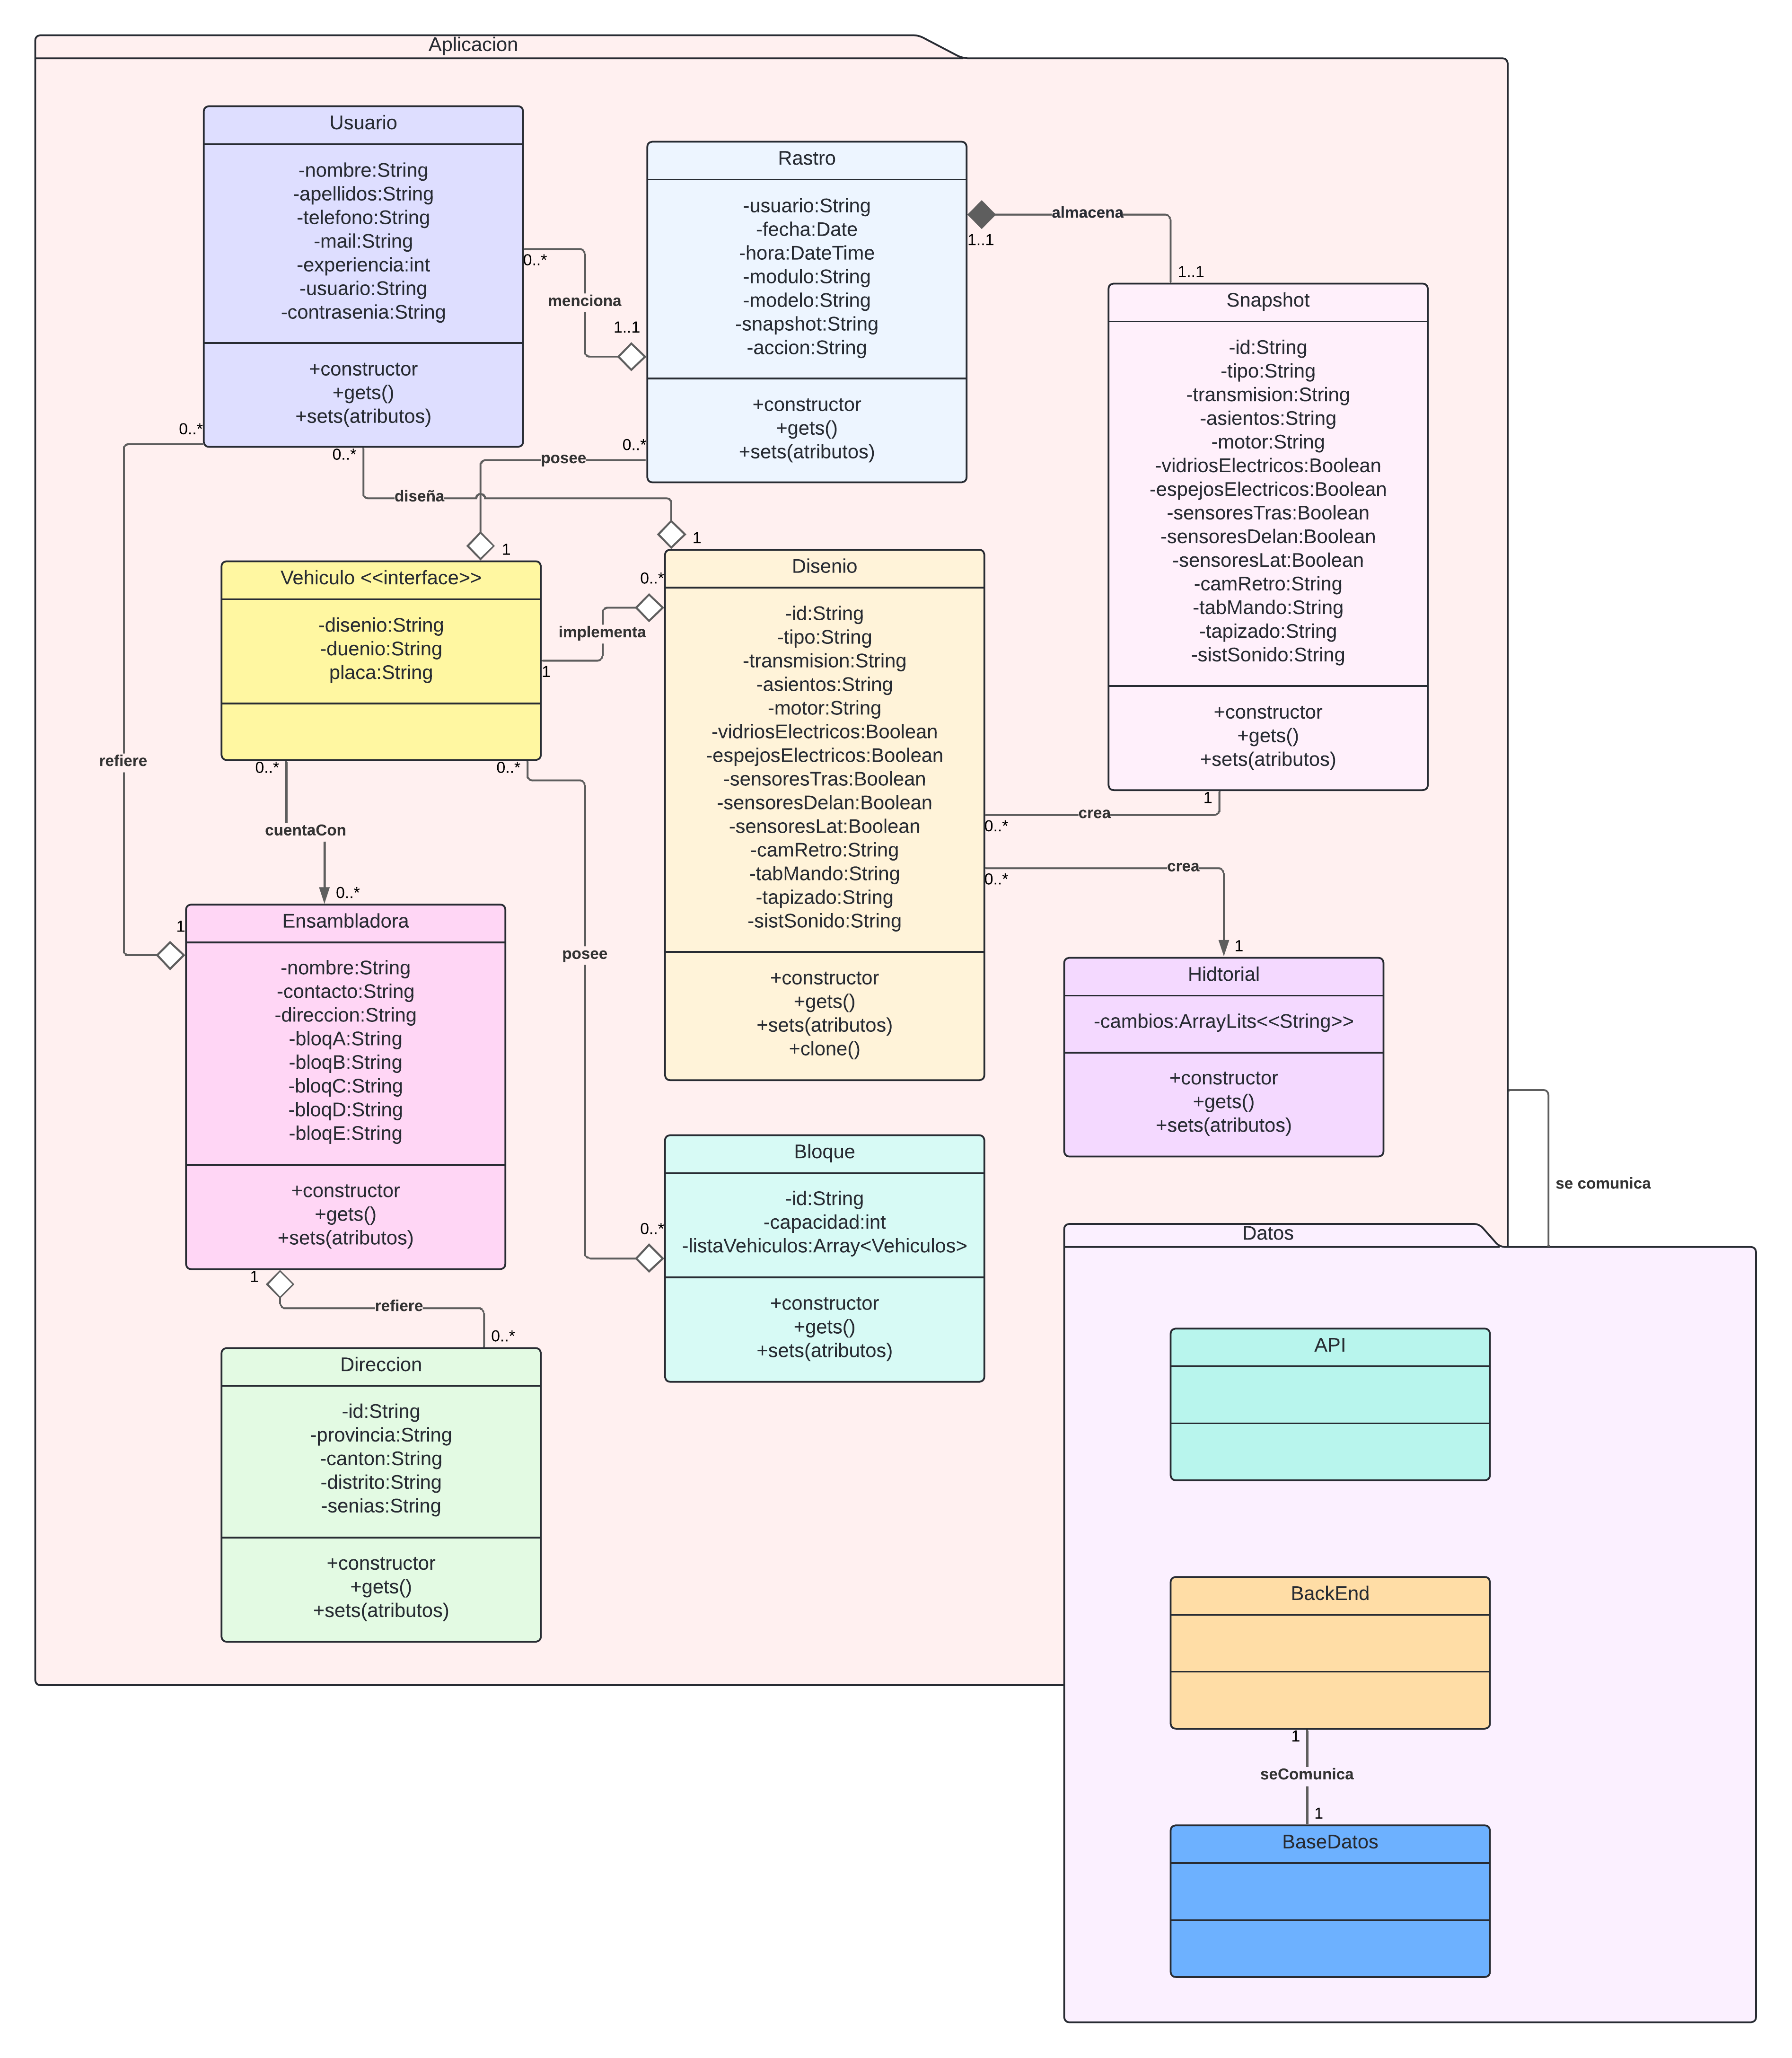 Aplicacion
Usuario
-nombre:String
-apellidos:String
-telefono:String
-mail:String
-experiencia:int
-usuario:String
-contrasenia:String
+constructor
+gets()
+sets(atributos)
Rastro
-usuario:String
-fecha:Date
-hora:DateTime
-modulo:String
-modelo:String
-snapshot:String
-accion:String
+constructor
+gets()
+sets(atributos)
almacena
1..1
1..1
0..*
menciona
1..1
Snapshot
-id:String
-tipo:String
-transmision:String
-asientos:String
-motor:String
-vidriosElectricos:Boolean
-espejosElectricos:Boolean
-sensoresTras:Boolean
-sensoresDelan:Boolean
-sensoresLat:Boolean
-camRetro:String
-tabMando:String
-tapizado:String
-sistSonido:String
+constructor
+gets()
+sets(atributos)
0..*
0..*
posee
0..*
diseña
1
1
Vehiculo <<interface>>
-disenio:String
-duenio:String
placa:String
0..*
implementa
1
Disenio
-id:String
-tipo:String
-transmision:String
-asientos:String
-motor:String
-vidriosElectricos:Boolean
-espejosElectricos:Boolean
-sensoresTras:Boolean
-sensoresDelan:Boolean
-sensoresLat:Boolean
-camRetro:String
-tabMando:String
-tapizado:String
-sistSonido:String
+constructor
+gets()
+sets(atributos)
+clone()
refiere
0..*
0..*
cuentaCon
0..*
1
crea
0..*
crea
0..*
1
1
Ensambladora
-nombre:String
-contacto:String
-direccion:String
-bloqA:String
-bloqB:String
-bloqC:String
-bloqD:String
-bloqE:String
+constructor
+gets()
+sets(atributos)
posee
Hidtorial
-cambios:ArrayLits<<String>>
+constructor
+gets()
+sets(atributos)
0..*
Bloque
-id:String
-capacidad:int
-listaVehiculos:Array<Vehiculos>
+constructor
+gets()
+sets(atributos)
se comunica
1
refiere
0..*
Direccion
-id:String
-provincia:String
-canton:String
-distrito:String
-senias:String
+constructor
+gets()
+sets(atributos)
Datos
API
BackEnd
1
seComunica
1
BaseDatos